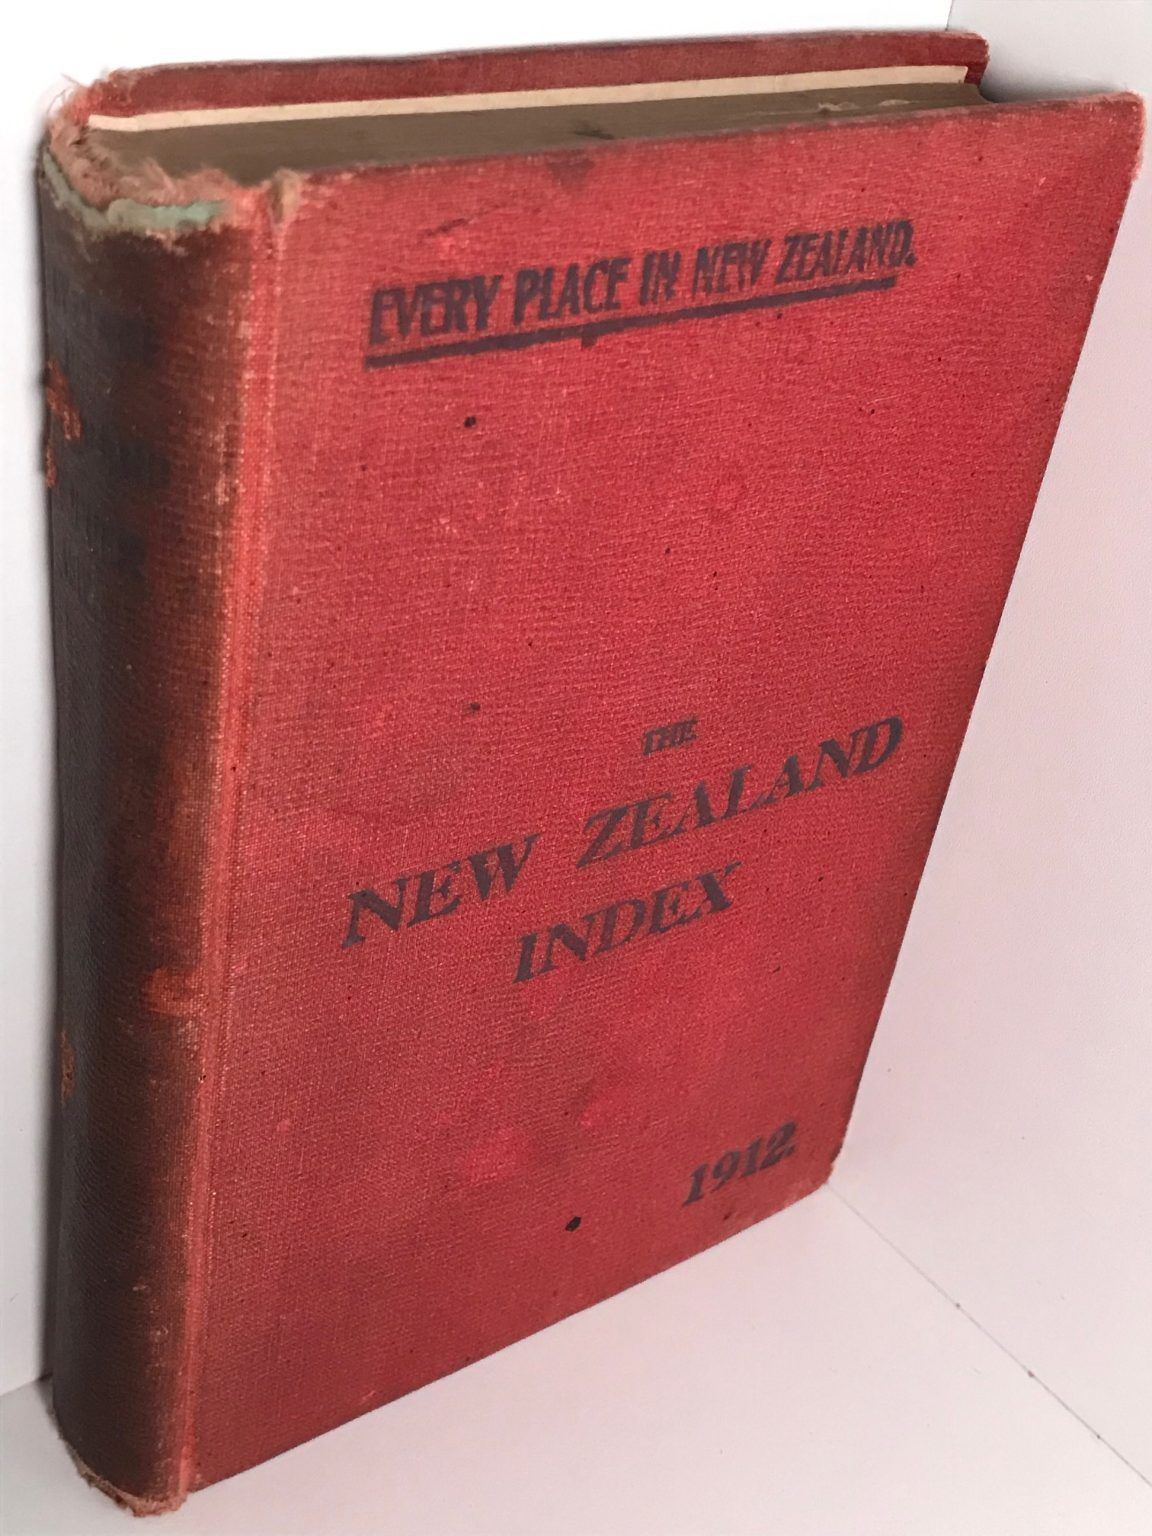 EVERY PLACE IN NEW ZEALAND.
THE
NEW ZEALAND
INDEX
1912.